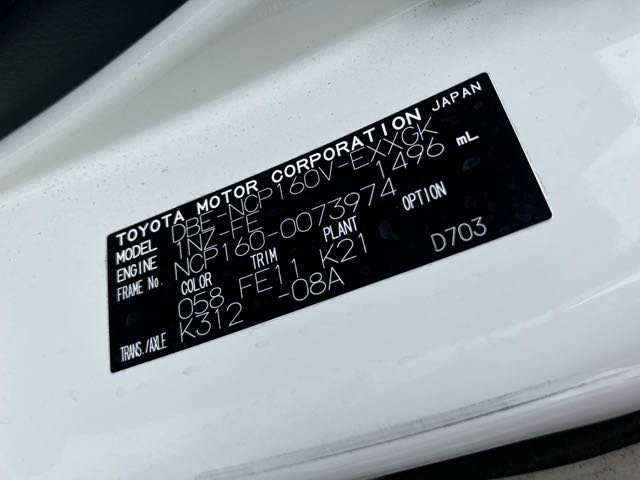 TOYOTA MOTOR CORPORATION JAPAN
MODEL DBE-NCP160V-EXXGK
ENGINE 1NZ-FE 1496 mL
FRAME No. NCP160-0073974
COLOR TRIM PLANT OPTION
058 FE11 K21 D703
TRANS./AXLE K312 -08A